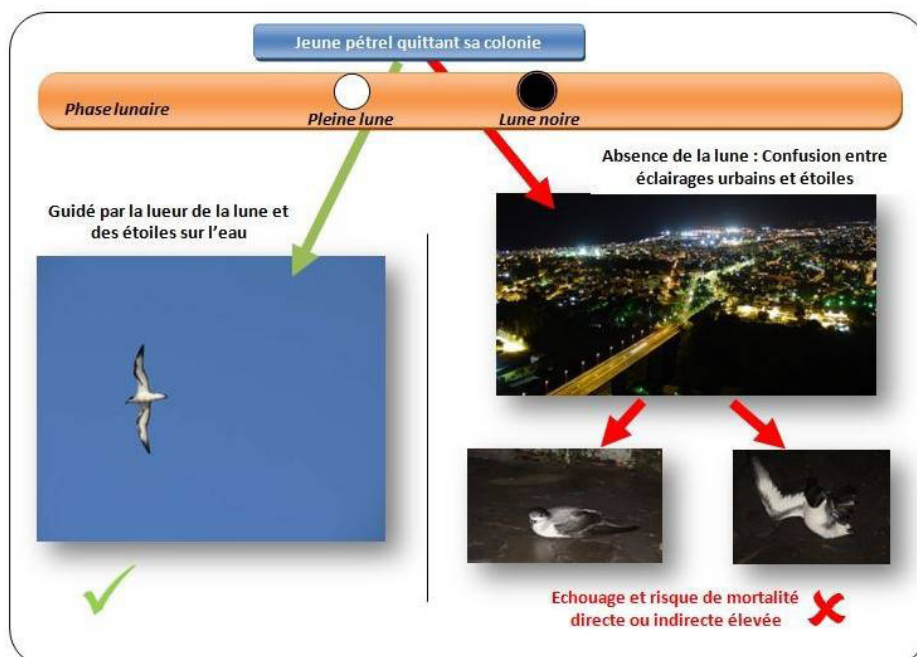 Jeune pétrel quittant sa colonie
Phase lunaire
Pleine lune
Lune noire
Absence de la lune : Confusion entre
éclairages urbains et étoiles
Guidé par la lueur de la lune et
des étoiles sur l'eau
Echouage et risque de mortalité
directe ou indirecte élevée